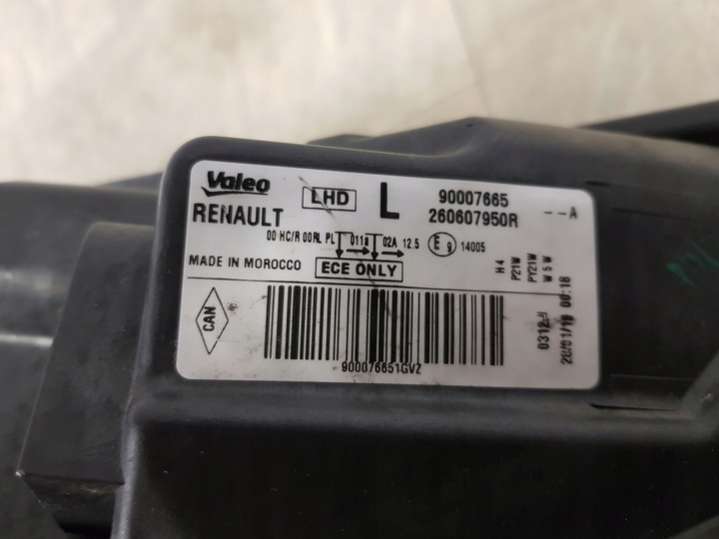 Valeo LHD L 90007665
RENAULT 260607950R --A
00 HC/R 00RL PL 011a 02A 12.5 E9 14005
MADE IN MOROCCO ECE ONLY
CAN
900076651GVZ
H4
P21W
PY21W
W5W